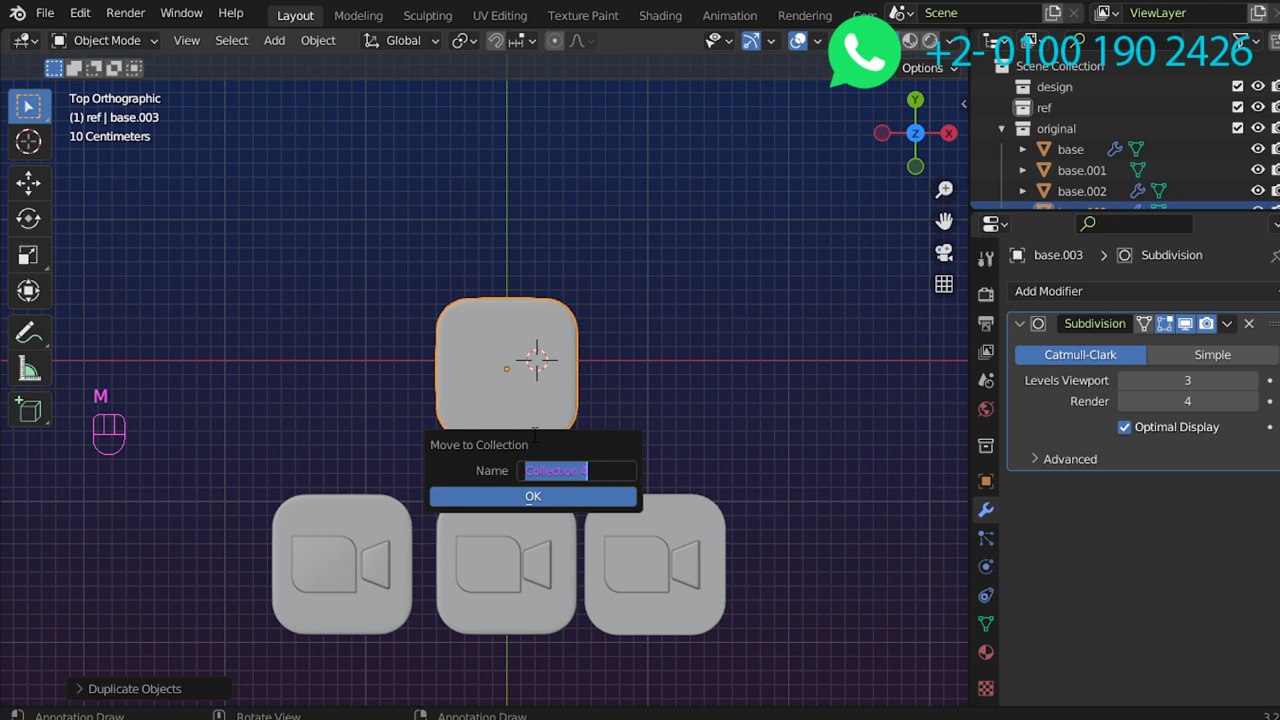 File Edit Render Window Help Layout Modeling Sculpting UV Editing Texture Paint Shading Animation Rendering Scene ViewLayer
Object Mode View Select Add Object Global
+2- 0100 190 2426
Options
Scene Collection
Top Orthographic
(1) ref | base.003
10 Centimeters
Y
X
Z
design
ref
original
base
base.001
base.002
base.003 > Subdivision
Add Modifier
Subdivision
Catmull-Clark Simple
Levels Viewport 3
Render 4
Optimal Display
Advanced
M
Move to Collection
Name Collection 4
OK
Duplicate Objects
Annotation Draw Rotate View Annotation Draw